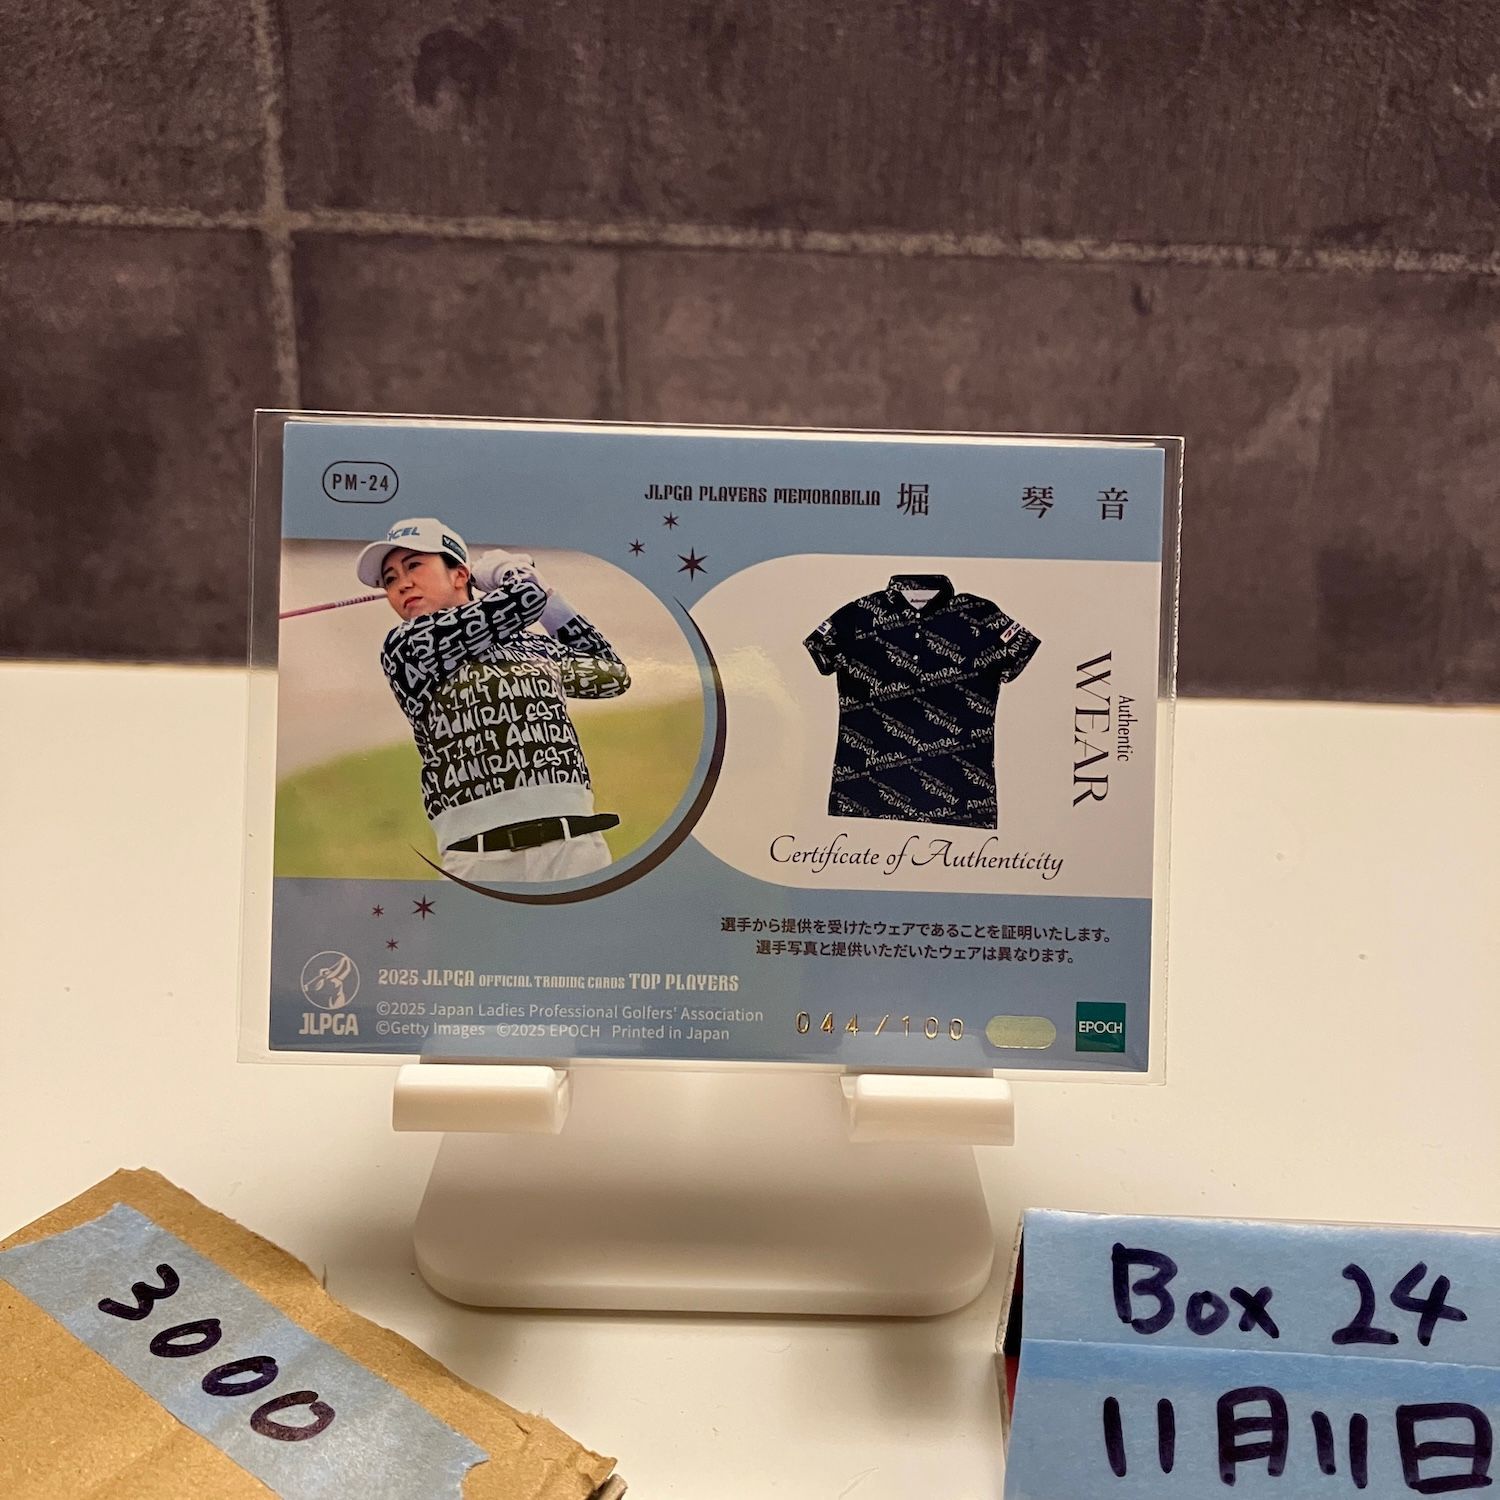 PM-24
JLPGA PLAYERS MEMORABILIA 堀 琴 音
Authentic
WEAR
Certificate of Authenticity
選手から提供を受けたウェアであることを証明いたします。
選手写真と提供いただいたウェアは異なります。
2025 JLPGA OFFICIAL TRADING CARDS TOP PLAYERS
©2025 Japan Ladies Professional Golfers' Association
©Getty Images ©2025 EPOCH Printed in Japan
JLPGA
044/100
EPOCH
3000
Box 24
11月11日